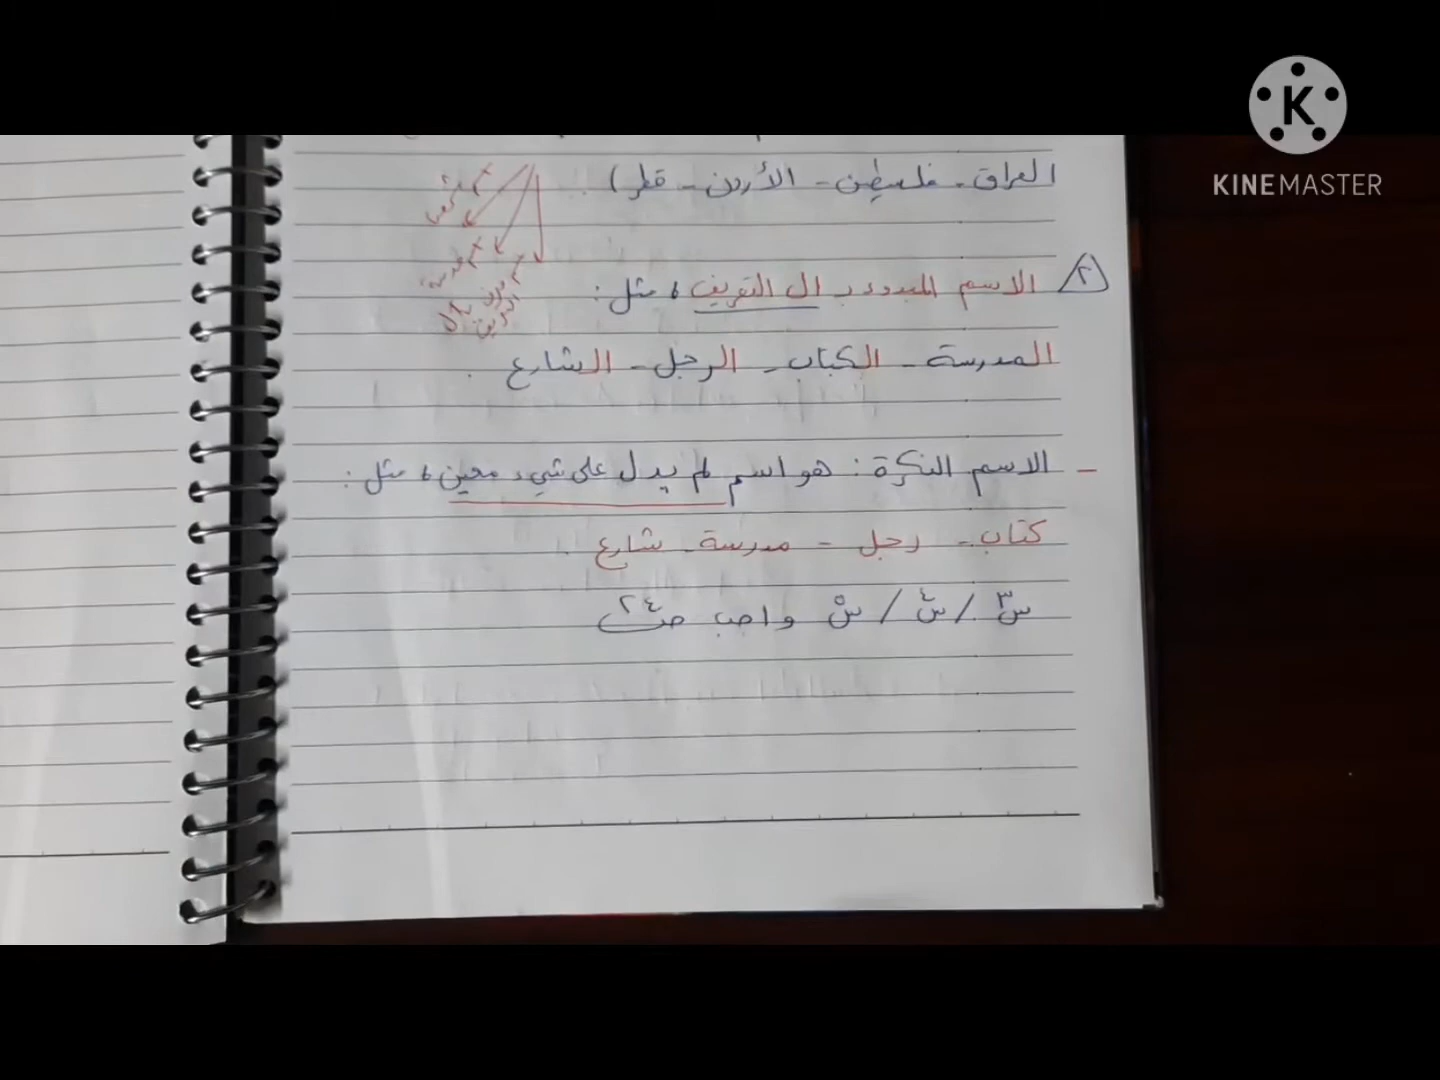 العراق - فلسطين - الأردن - قطر)
٢ الاسم المبدوء بـ ال التعريف ، مثل :
المدرسة - الكتاب - الرجل - الشارع .
- الاسم النكرة : هو اسم لم يدل على شيء معين ، مثل :
كتاب - رجل - مدرسة - شارع .
س٣ / س٤ / س٥ واجب ص٢٤
KINEMASTER